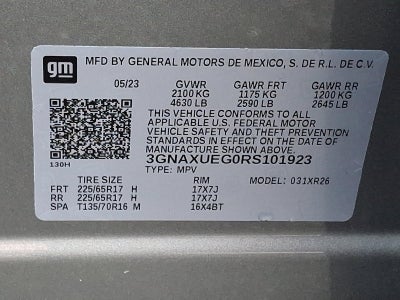 gm MFD BY GENERAL MOTORS DE MEXICO, S. DE R.L. DE C.V.
05/23 GVWR GAWR FRT GAWR RR
2100 KG 1175 KG 1200 KG
4630 LB 2590 LB 2645 LB
THIS VEHICLE CONFORMS TO ALL
APPLICABLE U.S. FEDERAL MOTOR
VEHICLE SAFETY AND THEFT PREVENTION
STANDARDS IN EFFECT ON THE DATE OF
MANUFACTURE SHOWN ABOVE.
3GNAXUEG0RS101923
130H TYPE: MPV
TIRE SIZE RIM MODEL: 031XR26
FRT 225/65R17 H 17X7J
RR 225/65R17 H 17X7J
SPA T135/70R16 M 16X4BT